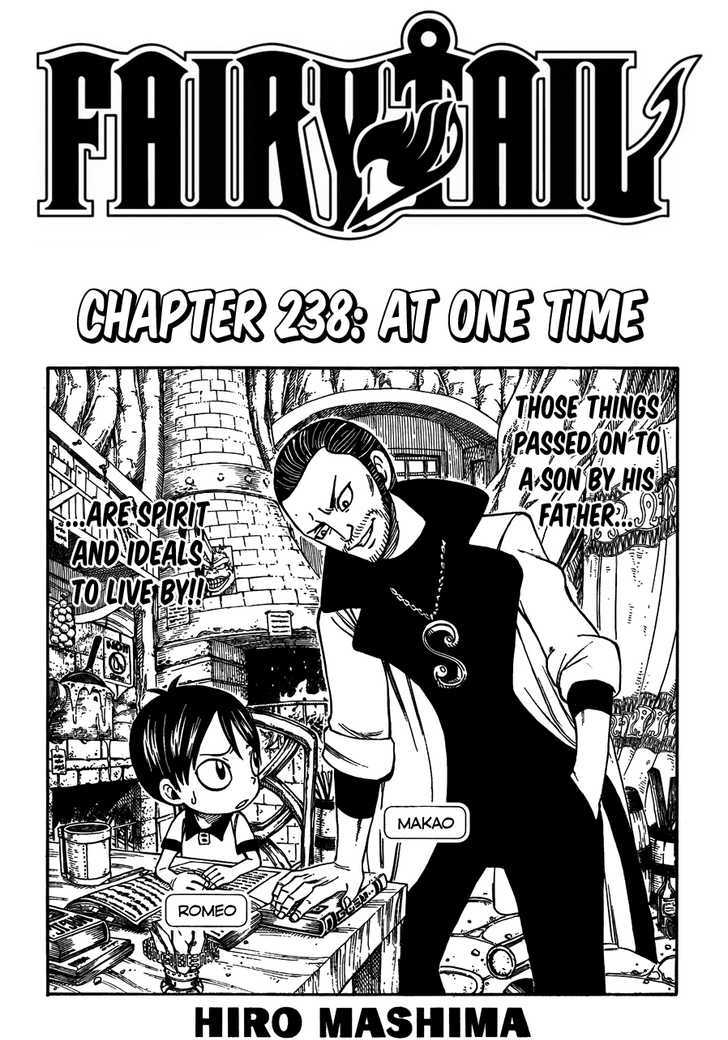 FAIRY TAIL
CHAPTER 238: AT ONE TIME
THOSE THINGS
PASSED ON TO
A SON BY HIS
FATHER...
...ARE SPIRIT
AND IDEALS
TO LIVE BY!!
S
MAKAO
ROMEO
HIRO MASHIMA